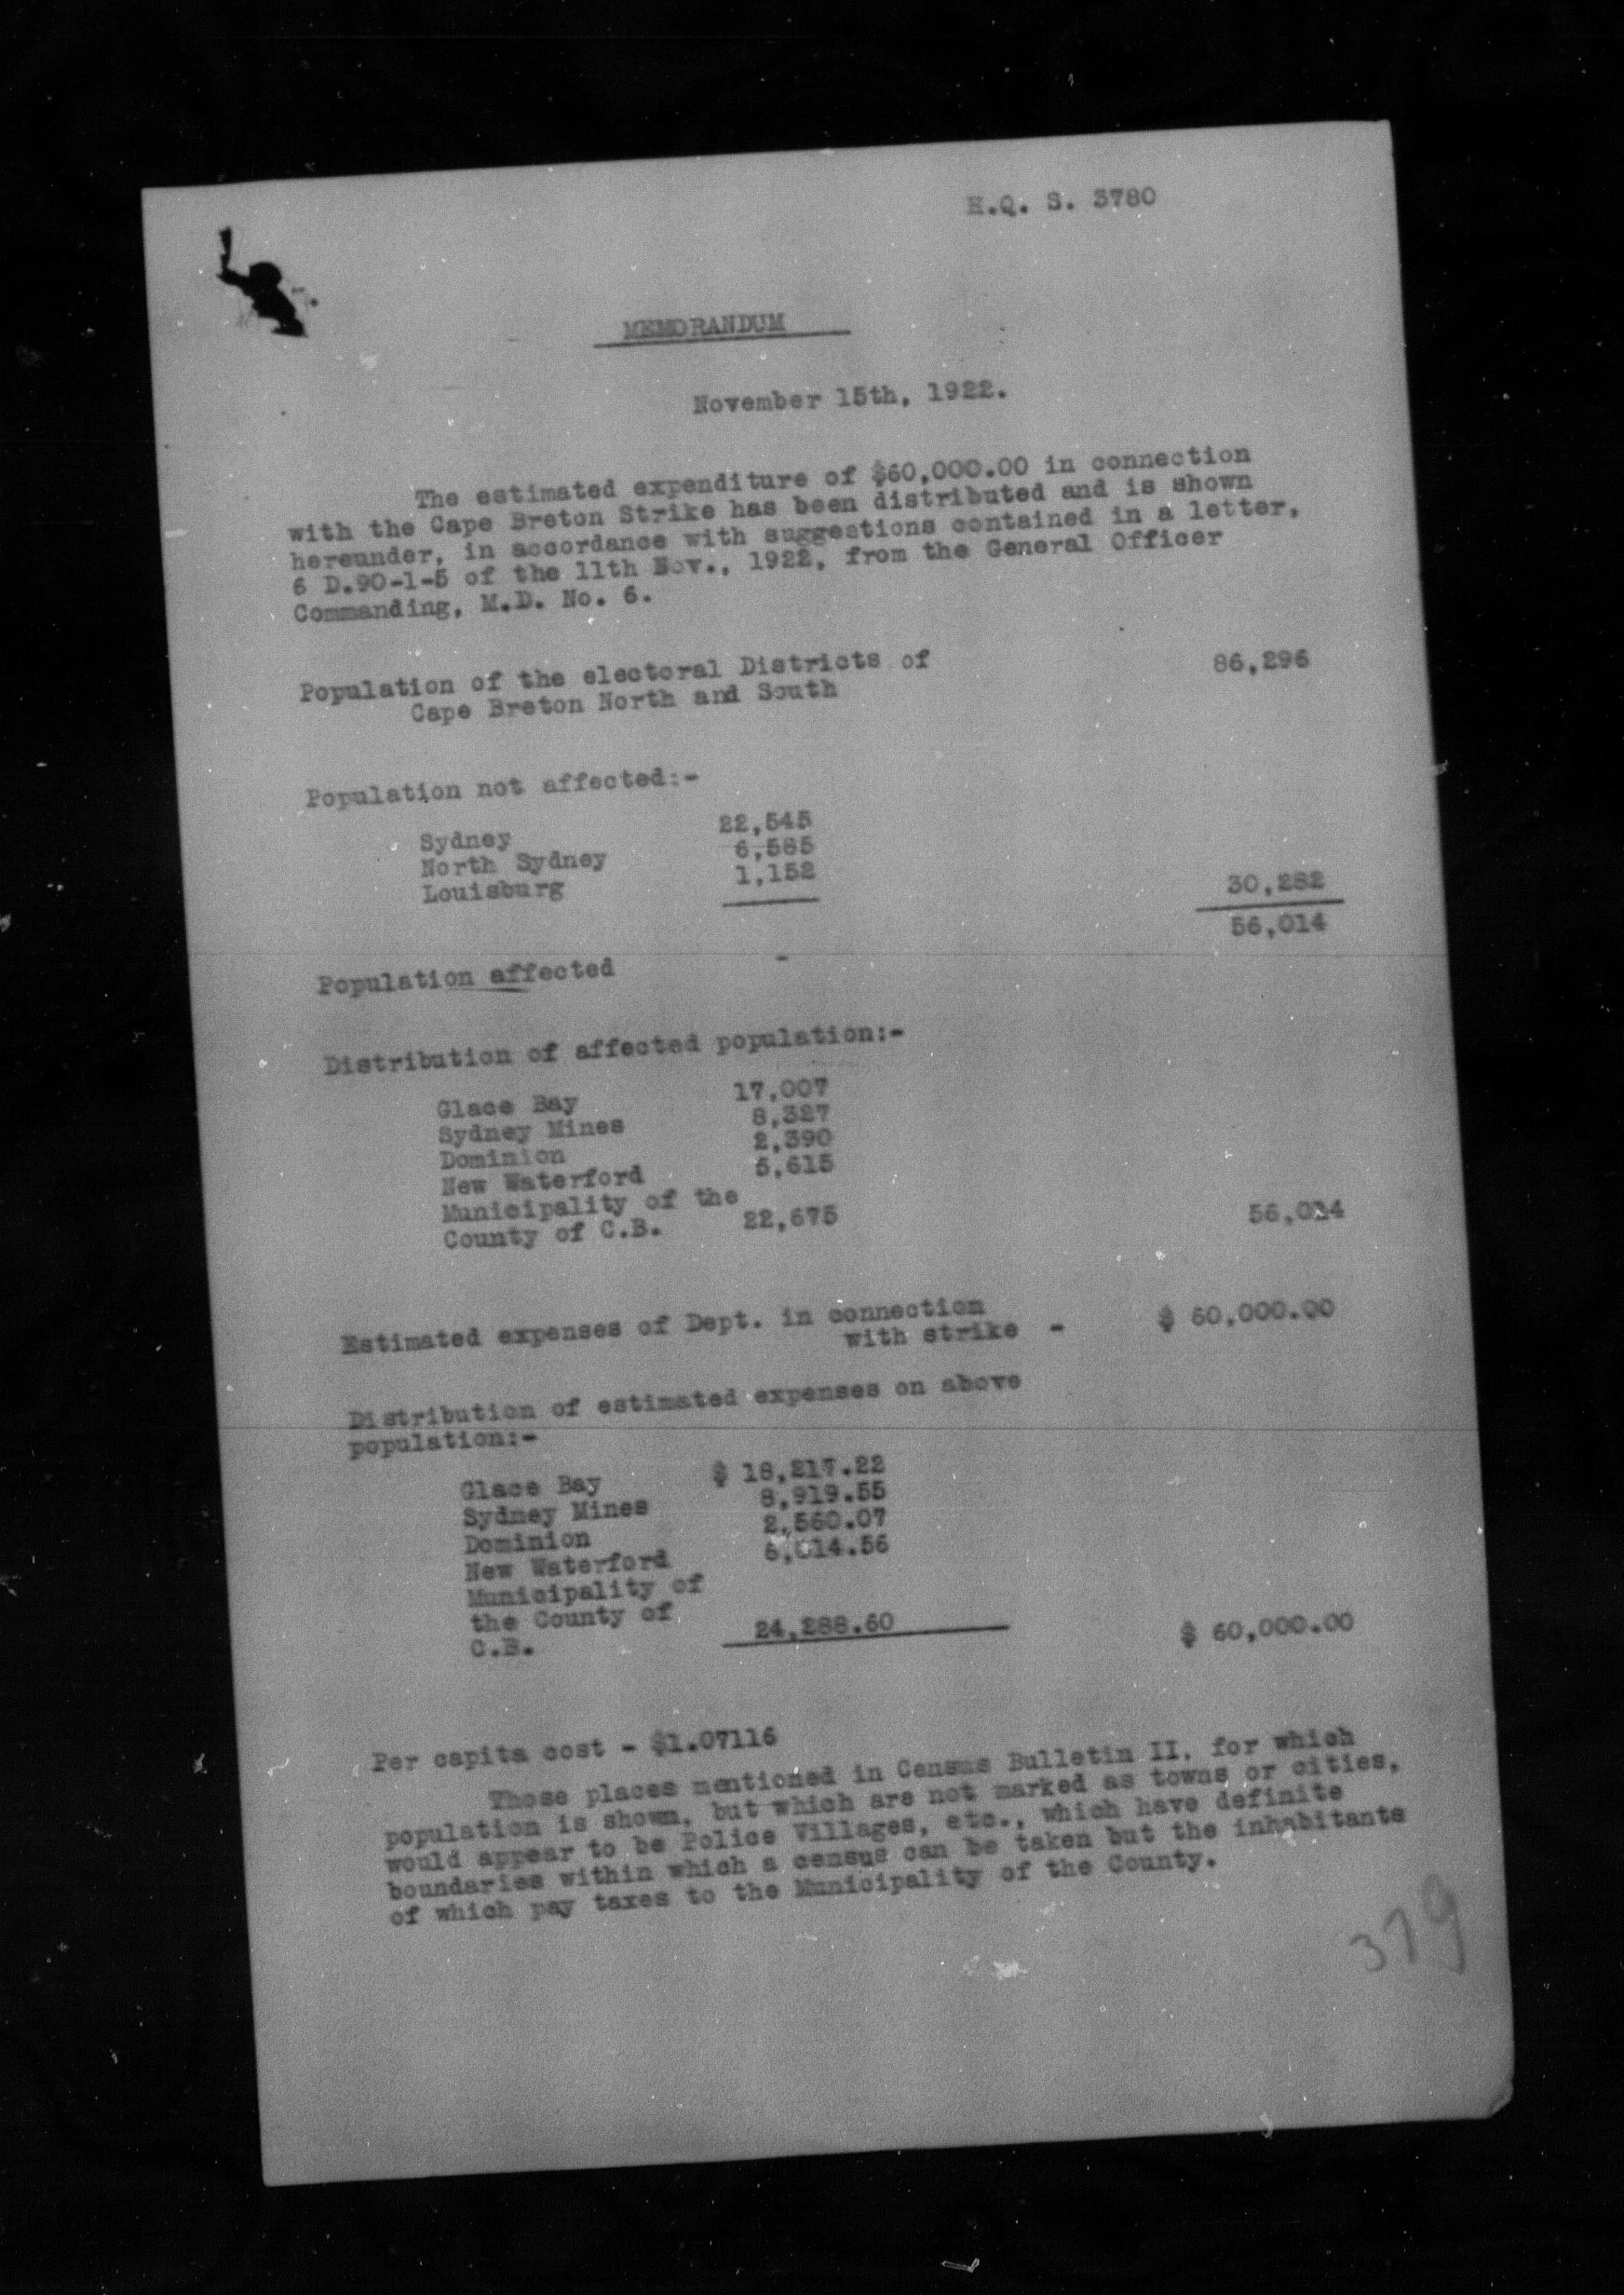 H.Q. S. 3780
MEMORANDUM
November 15th, 1922.
The estimated expenditure of $60,000.00 in connection
with the Cape Breton Strike has been distributed and is shown
hereunder, in accordance with suggestions contained in a letter,
6 D.90-1-5 of the 11th Nov., 1922, from the General Officer
Commanding, M.D. No. 6.
Population of the electoral Districts of 86,296
Cape Breton North and South
Population not affected:-
Sydney 22,545
North Sydney 6,585
Louisburg 1,152 30,282
56,014
Population affected -
Distribution of affected population:-
Glace Bay 17,007
Sydney Mines 8,327
Dominion 2,390
New Waterford 5,615
Municipality of the
County of C.B. 22,675 56,014
Estimated expenses of Dept. in connection
with strike - $ 60,000.00
Distribution of estimated expenses on above
population:-
Glace Bay $ 18,217.22
Sydney Mines 8,919.55
Dominion 2,560.07
New Waterford 6,014.56
Municipality of
the County of
C.B. 24,288.60 $ 60,000.00
Per capita cost - $1.07116
Those places mentioned in Census Bulletin II, for which
population is shown, but which are not marked as towns or cities,
would appear to be Police Villages, etc., which have definite
boundaries within which a census can be taken but the inhabitants
of which pay taxes to the Municipality of the County.
379